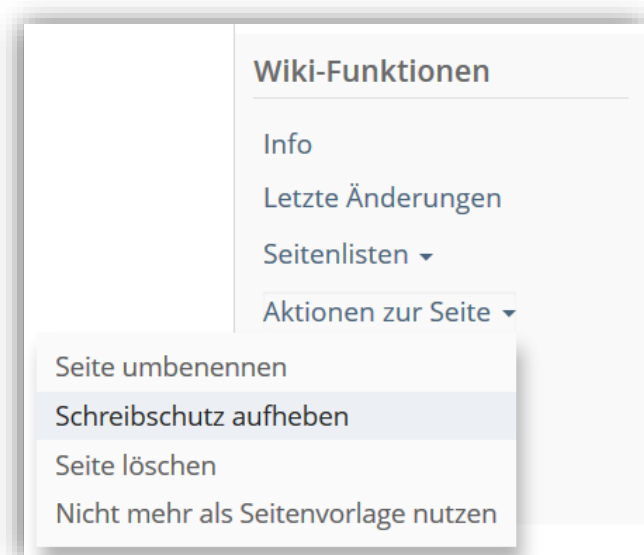 Wiki-Funktionen
Info
Letzte Änderungen
Seitenlisten
Aktionen zur Seite
Seite umbenennen
Schreibschutz aufheben
Seite löschen
Nicht mehr als Seitenvorlage nutzen